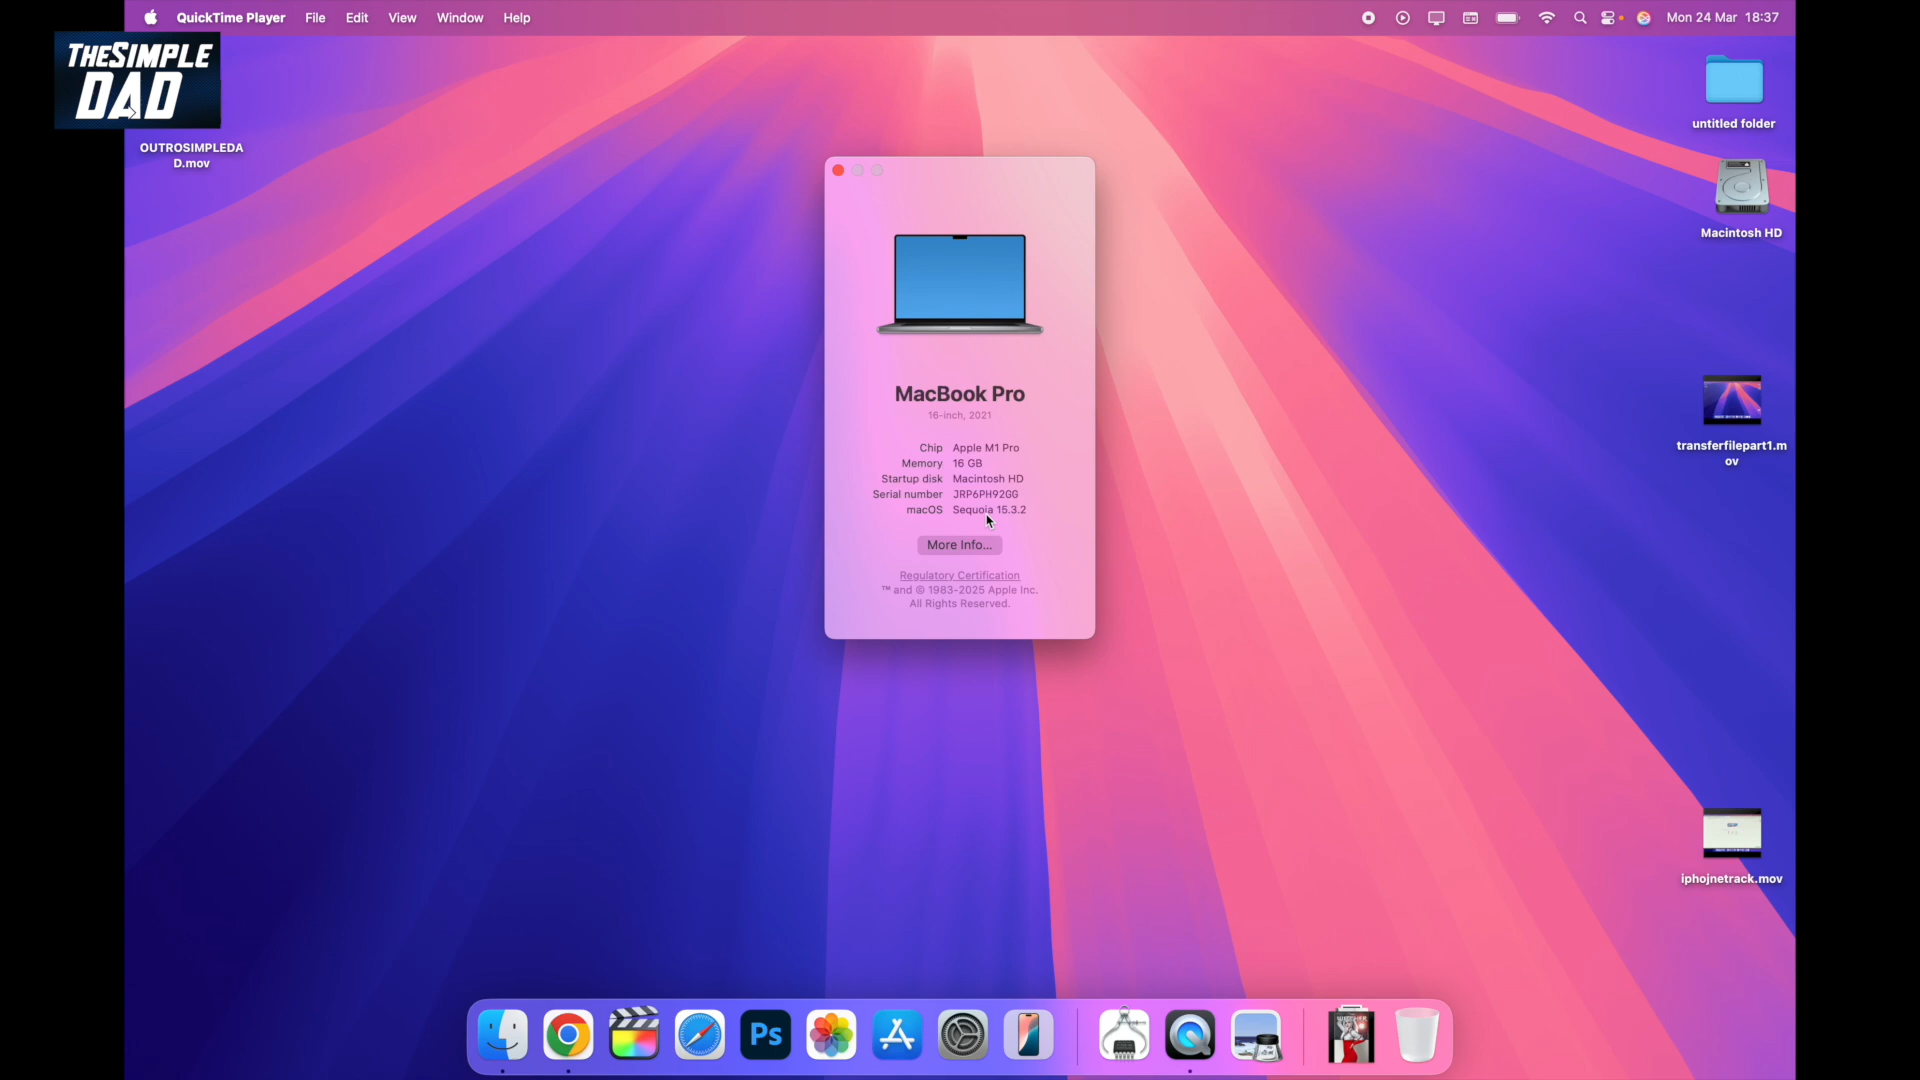 QuickTime Player File Edit View Window Help
Mon 24 Mar 18:37
THESIMPLE
DAD
OUTROSIMPLEDA
D.mov
untitled folder
Macintosh HD
MacBook Pro
16-inch, 2021
Chip Apple M1 Pro
Memory 16 GB
Startup disk Macintosh HD
Serial number JRP6PH92GG
macOS Sequoia 15.3.2
More Info...
Regulatory Certification
™ and © 1983-2025 Apple Inc.
All Rights Reserved.
transferfilepart1.m
ov
iphojnetrack.mov
Ps